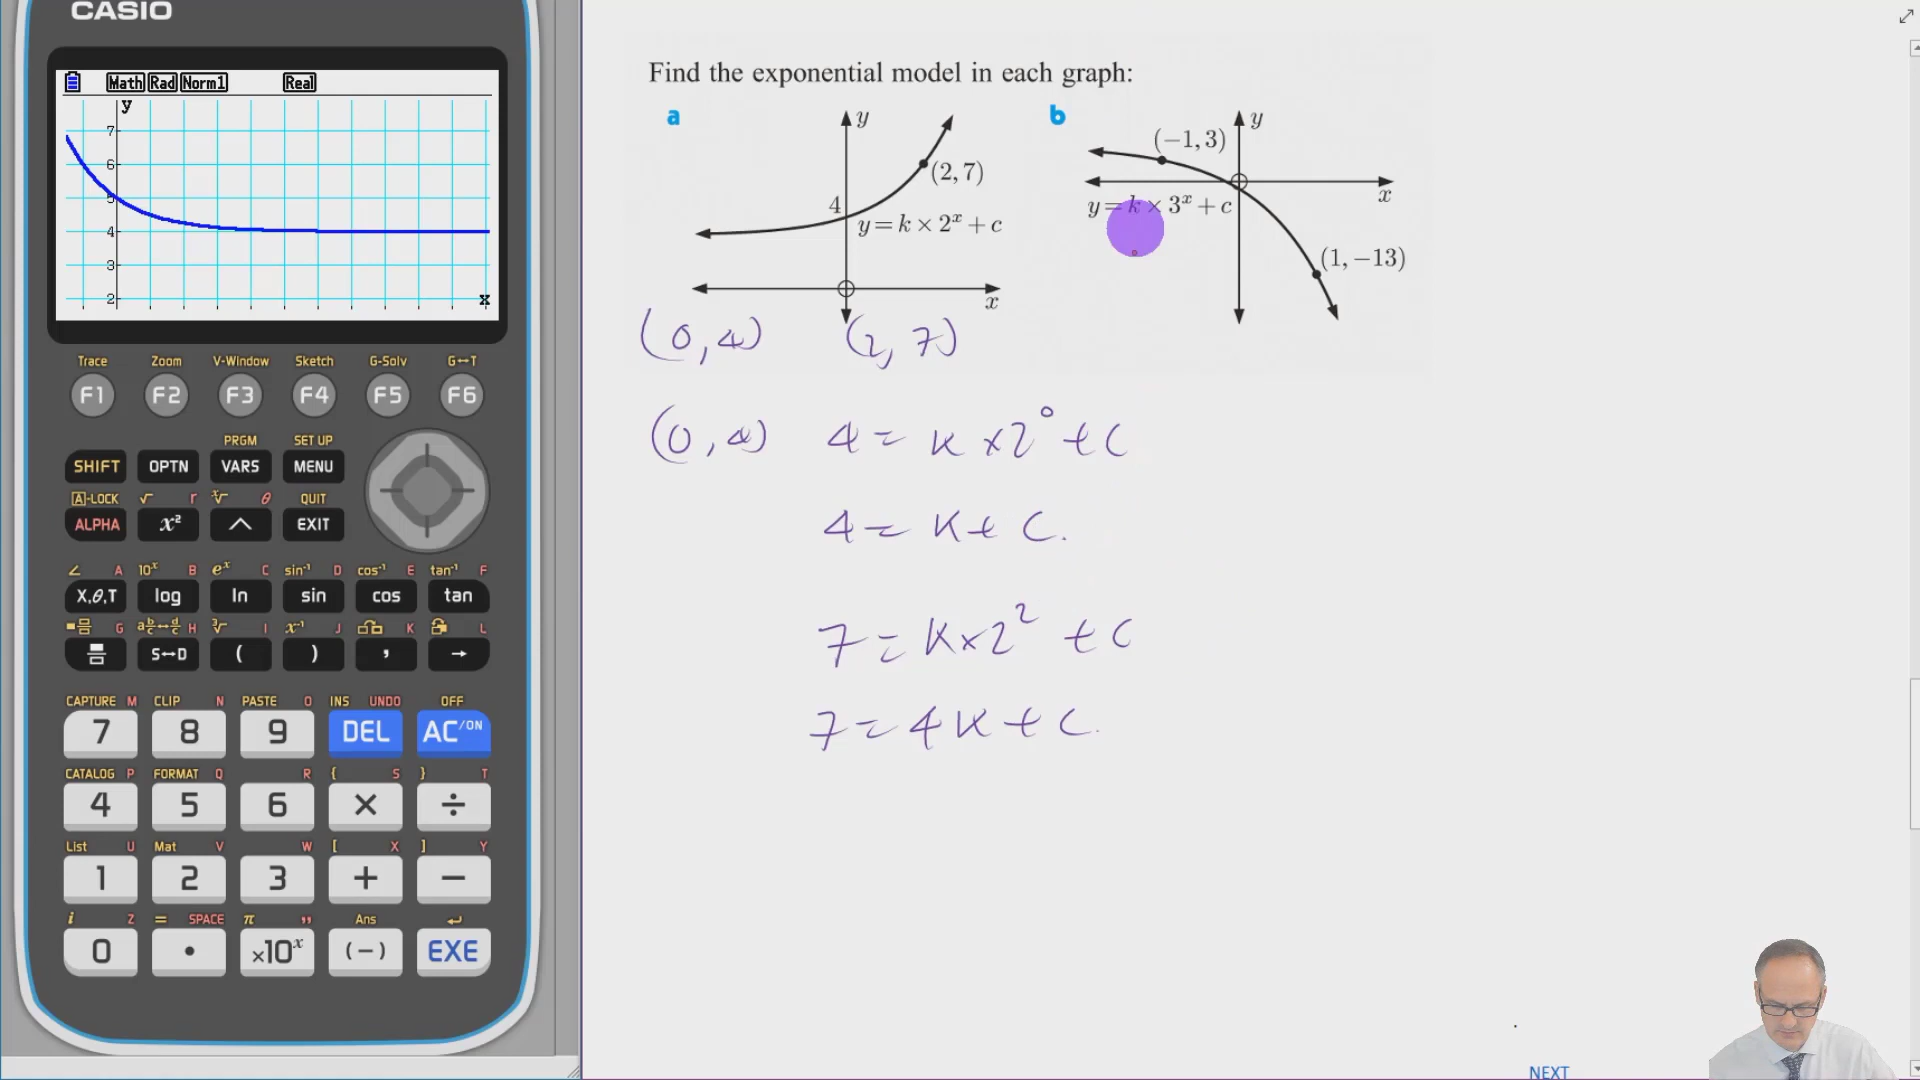 CASIO
Math Rad Norm1 Real
y
7
6
5
4
3
2
x
Trace Zoom V-Window Sketch G-Solv G↔T
F1 F2 F3 F4 F5 F6
PRGM SET UP
SHIFT OPTN VARS MENU
A-LOCK √ r ˣ√ θ QUIT
ALPHA x² ^ EXIT
∠ A 10ˣ B eˣ C sin⁻¹ D cos⁻¹ E tan⁻¹ F
X,θ,T log ln sin cos tan
G a b/c↔d/c H ³√ I x⁻¹ J K L
S↔D ( ) , →
CAPTURE M CLIP N PASTE O INS UNDO OFF
7 8 9 DEL AC/ON
CATALOG P FORMAT Q R { S } T
4 5 6 × ÷
List U Mat V W [ X ] Y
1 2 3 + −
i Z = SPACE π " Ans
0 • ×10ˣ (−) EXE
Find the exponential model in each graph:
a
y
(2, 7)
4
y = k × 2ˣ + c
x
b
y
(−1, 3)
x
y = k × 3ˣ + c
(1, −13)
(0, 4) (2, 7)
(0, 4) 4 = k × 2⁰ + c
4 = k + c.
7 = k × 2² + c
7 = 4k + c.
NEXT